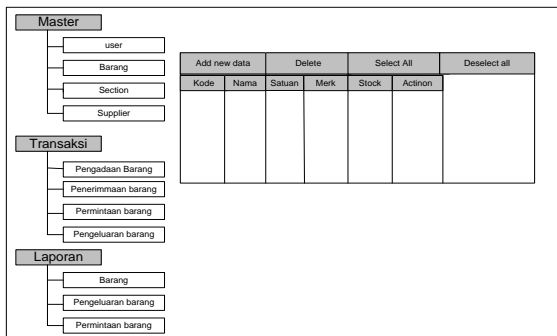 Master
user
Barang
Section
Supplier
Transaksi
Pengadaan Barang
Penerimmaan barang
Permintaan barang
Pengeluaran barang
Laporan
Barang
Pengeluaran barang
Permintaan barang
Add new data Delete Select All Deselect all
Kode Nama Satuan Merk Stock Actinon